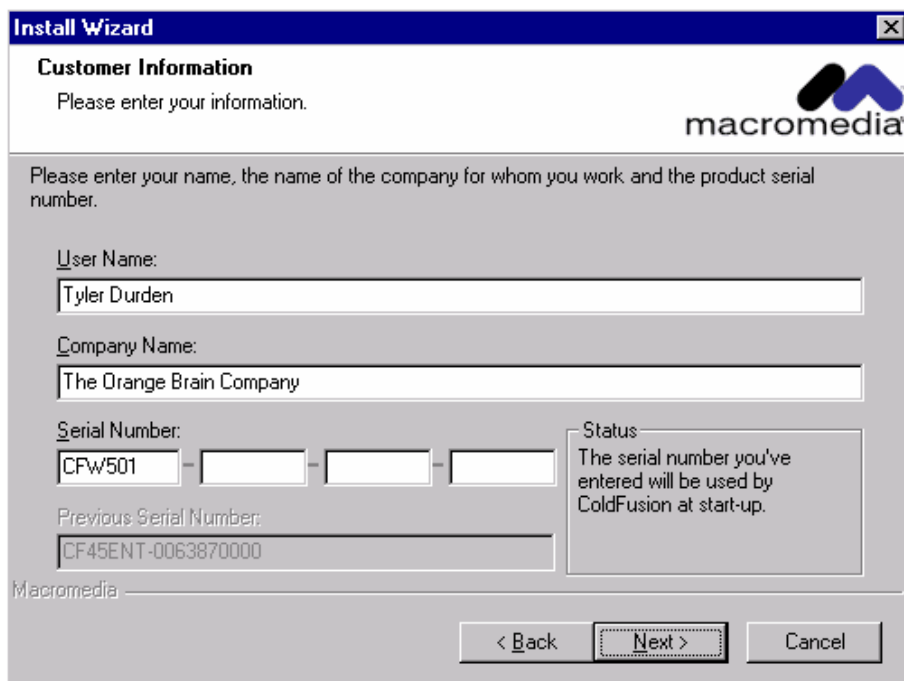 Install Wizard
Customer Information
Please enter your information.
macromedia
Please enter your name, the name of the company for whom you work and the product serial
number.
User Name:
Tyler Durden
Company Name:
The Orange Brain Company
Serial Number:
CFW501 - - -
Status
The serial number you've
entered will be used by
ColdFusion at start-up.
Previous Serial Number:
CF45ENT-0063870000
Macromedia
< Back Next > Cancel